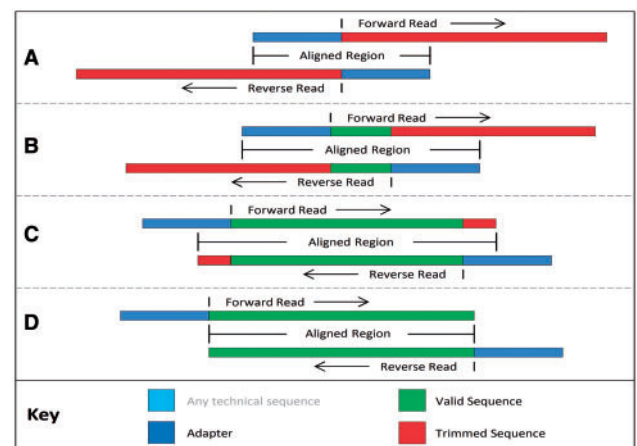 Forward Read
A
Aligned Region
Reverse Read
Forward Read
B
Aligned Region
Reverse Read
Forward Read
C
Aligned Region
Reverse Read
Forward Read
D
Aligned Region
Reverse Read
Key
Any technical sequence
Valid Sequence
Adapter
Trimmed Sequence